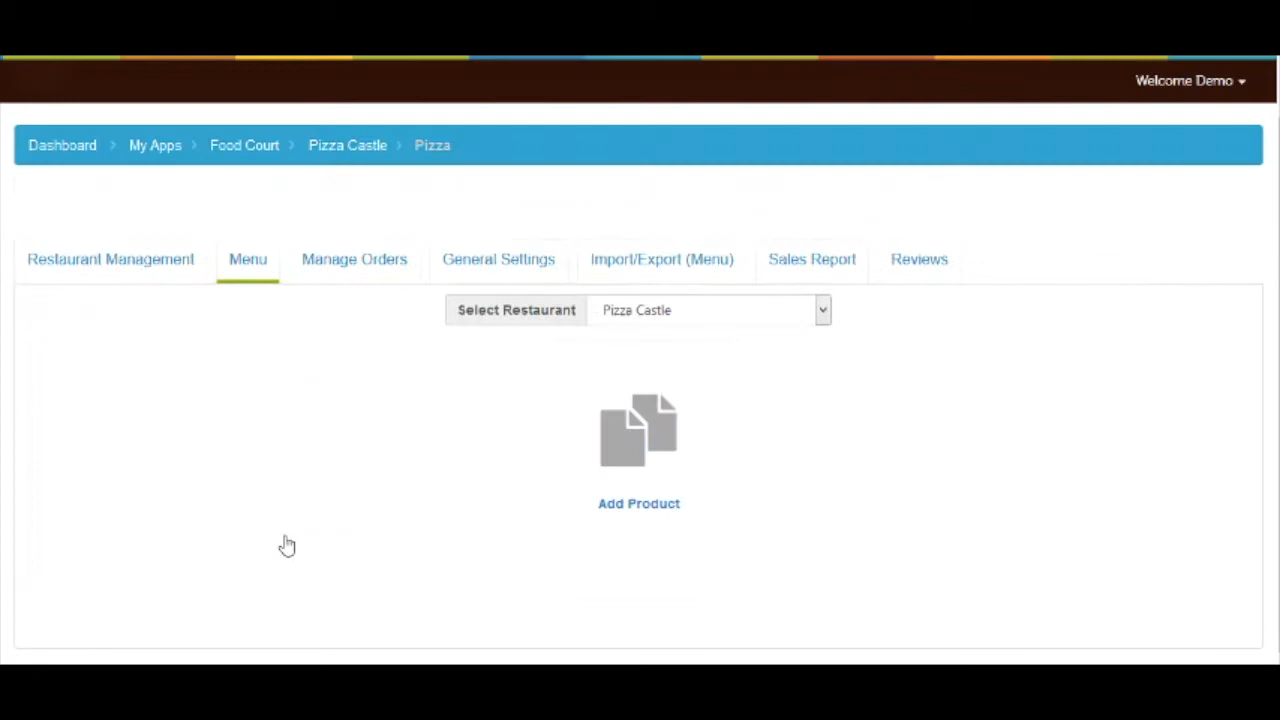 Welcome Demo
Dashboard My Apps Food Court Pizza Castle Pizza
Restaurant Management Menu Manage Orders General Settings Import/Export (Menu) Sales Report Reviews
Select Restaurant Pizza Castle
Add Product